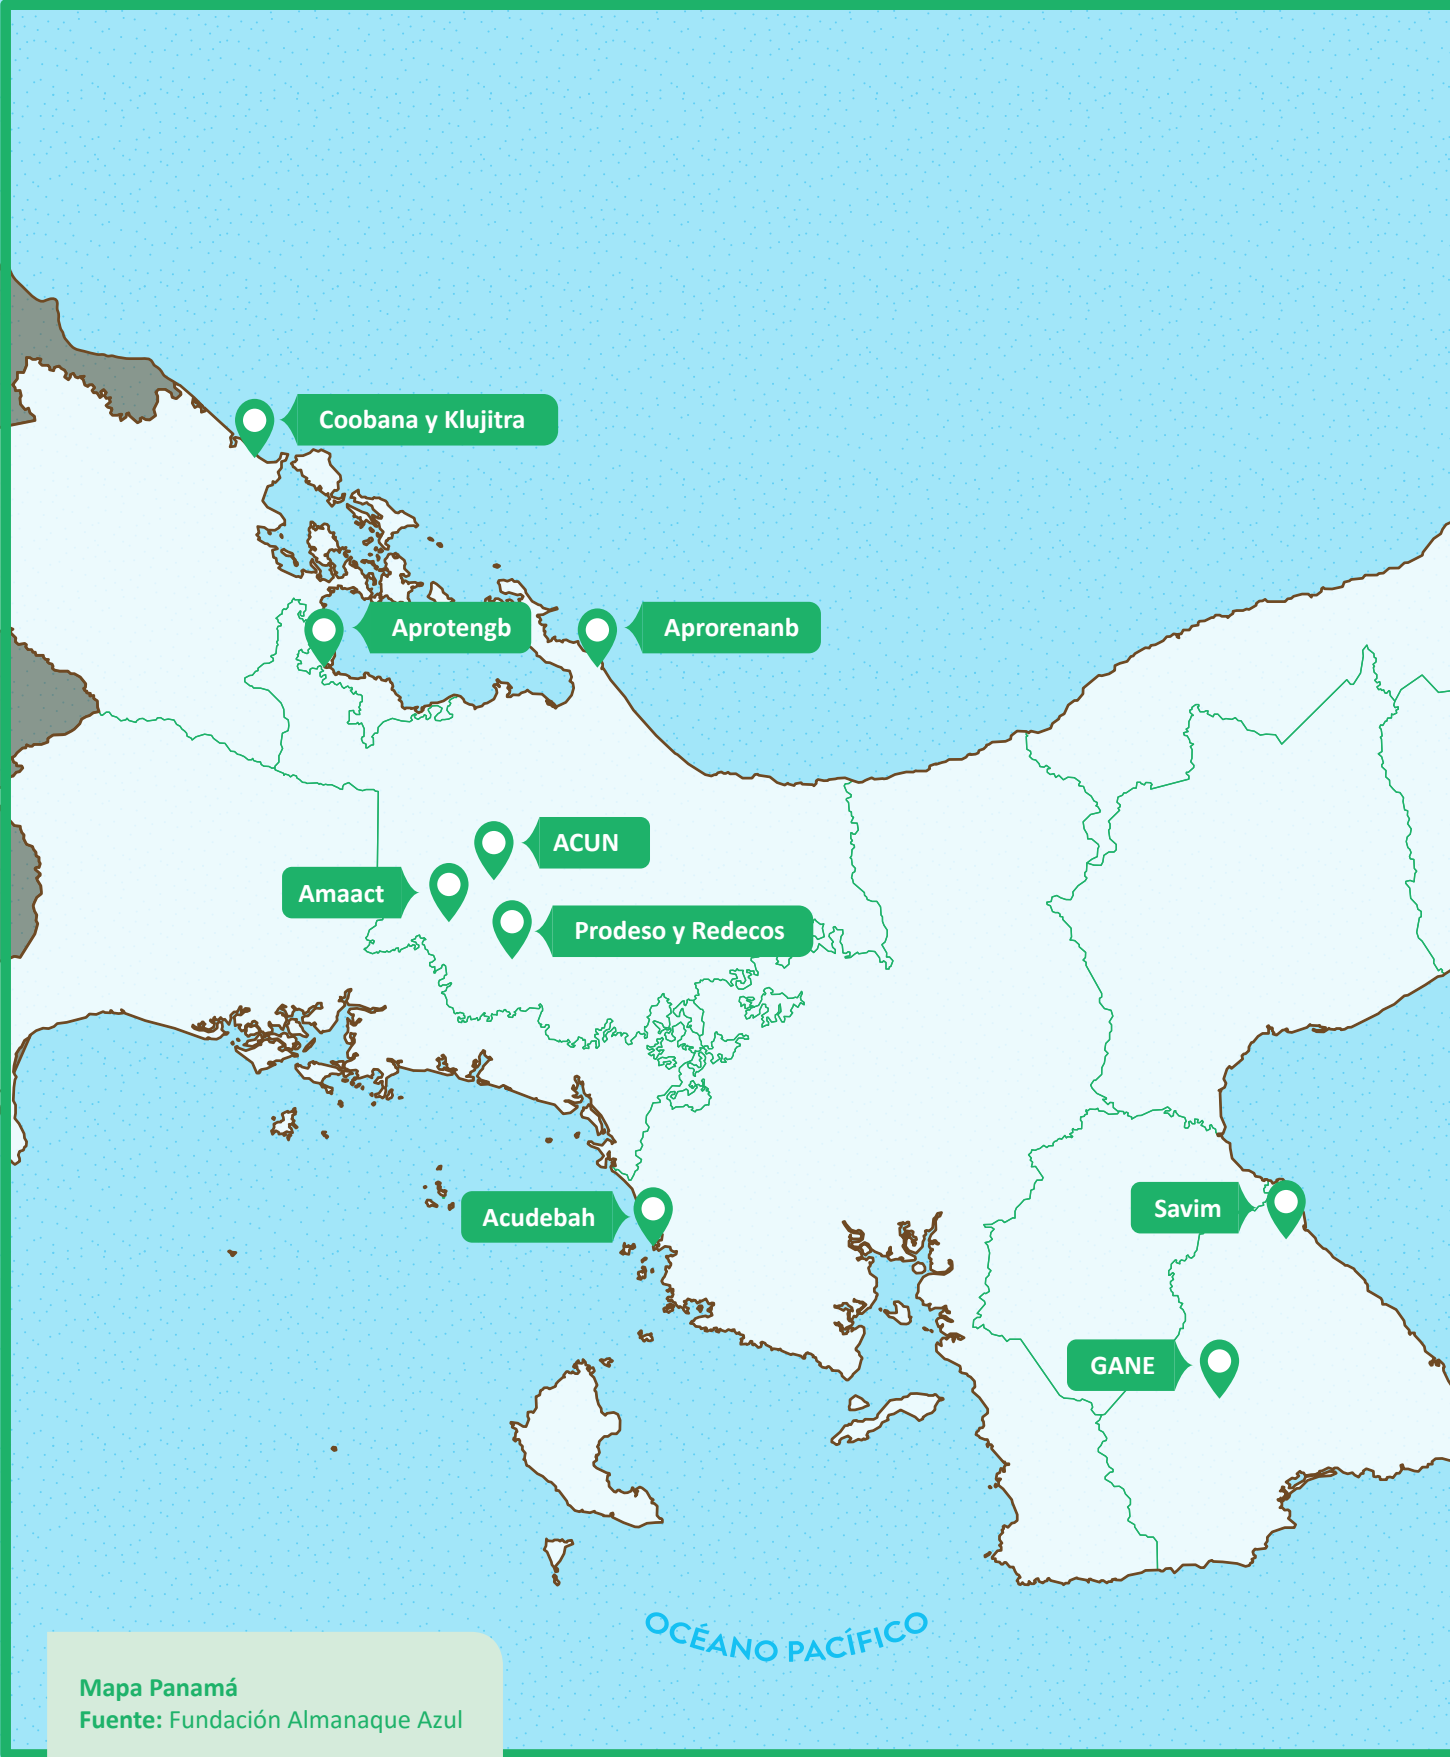 Coobana y Klujitra
Aprotengb
Aprorenanb
ACUN
Amaact
Prodeso y Redecos
Acudebah
Savim
GANE
OCÉANO PACÍFICO
Mapa Panamá
Fuente: Fundación Almanaque Azul